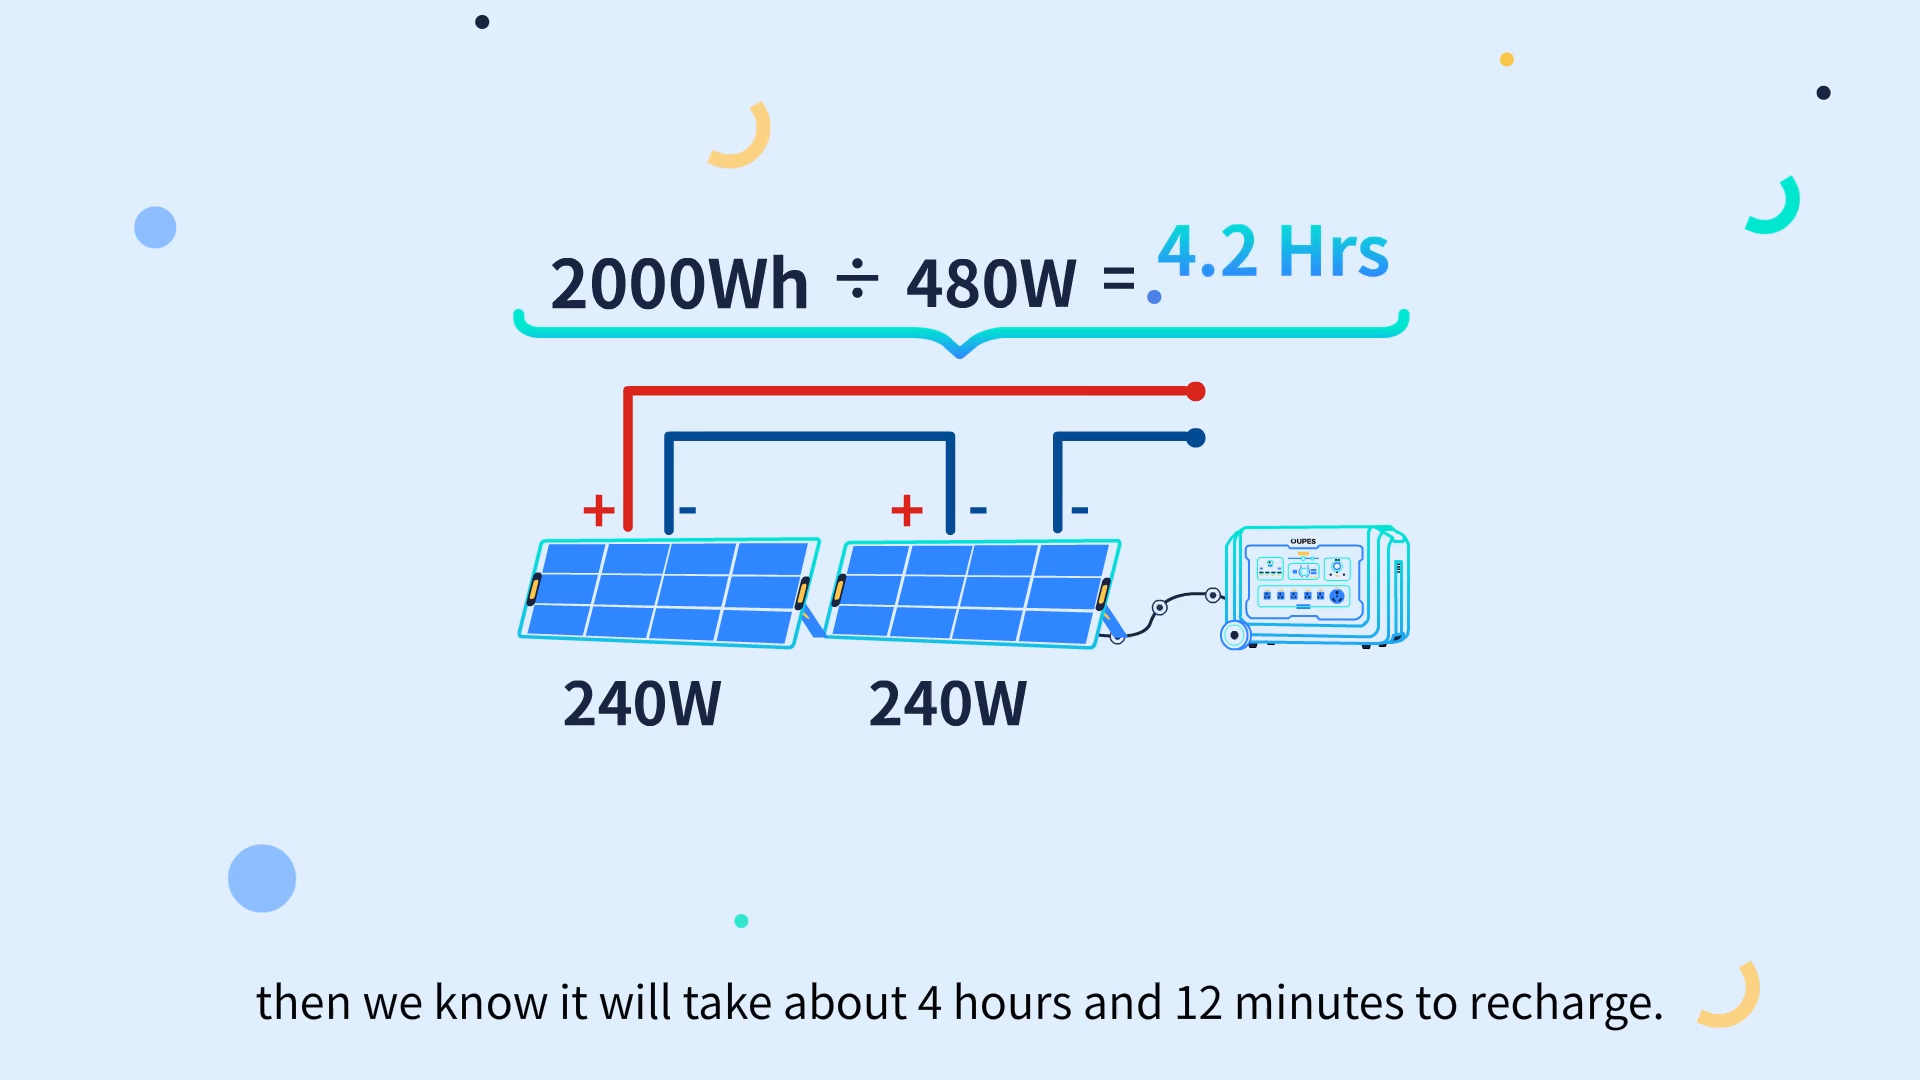 2000Wh ÷ 480W = 4.2 Hrs
+ - + - -
OUPES
240W 240W
then we know it will take about 4 hours and 12 minutes to recharge.